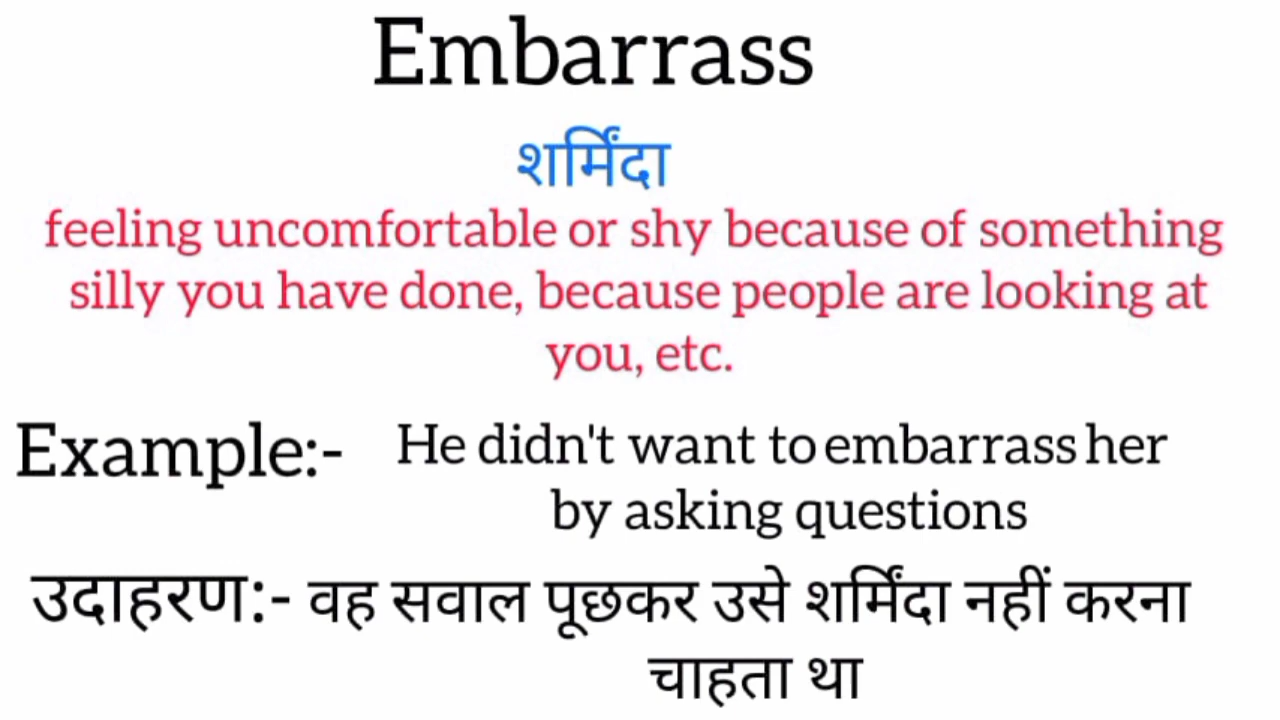 Embarrass
शर्मिंदा
feeling uncomfortable or shy because of something
silly you have done, because people are looking at
you, etc.
Example:- He didn't want to embarrass her
by asking questions
उदाहरण:- वह सवाल पूछकर उसे शर्मिंदा नहीं करना
चाहता था